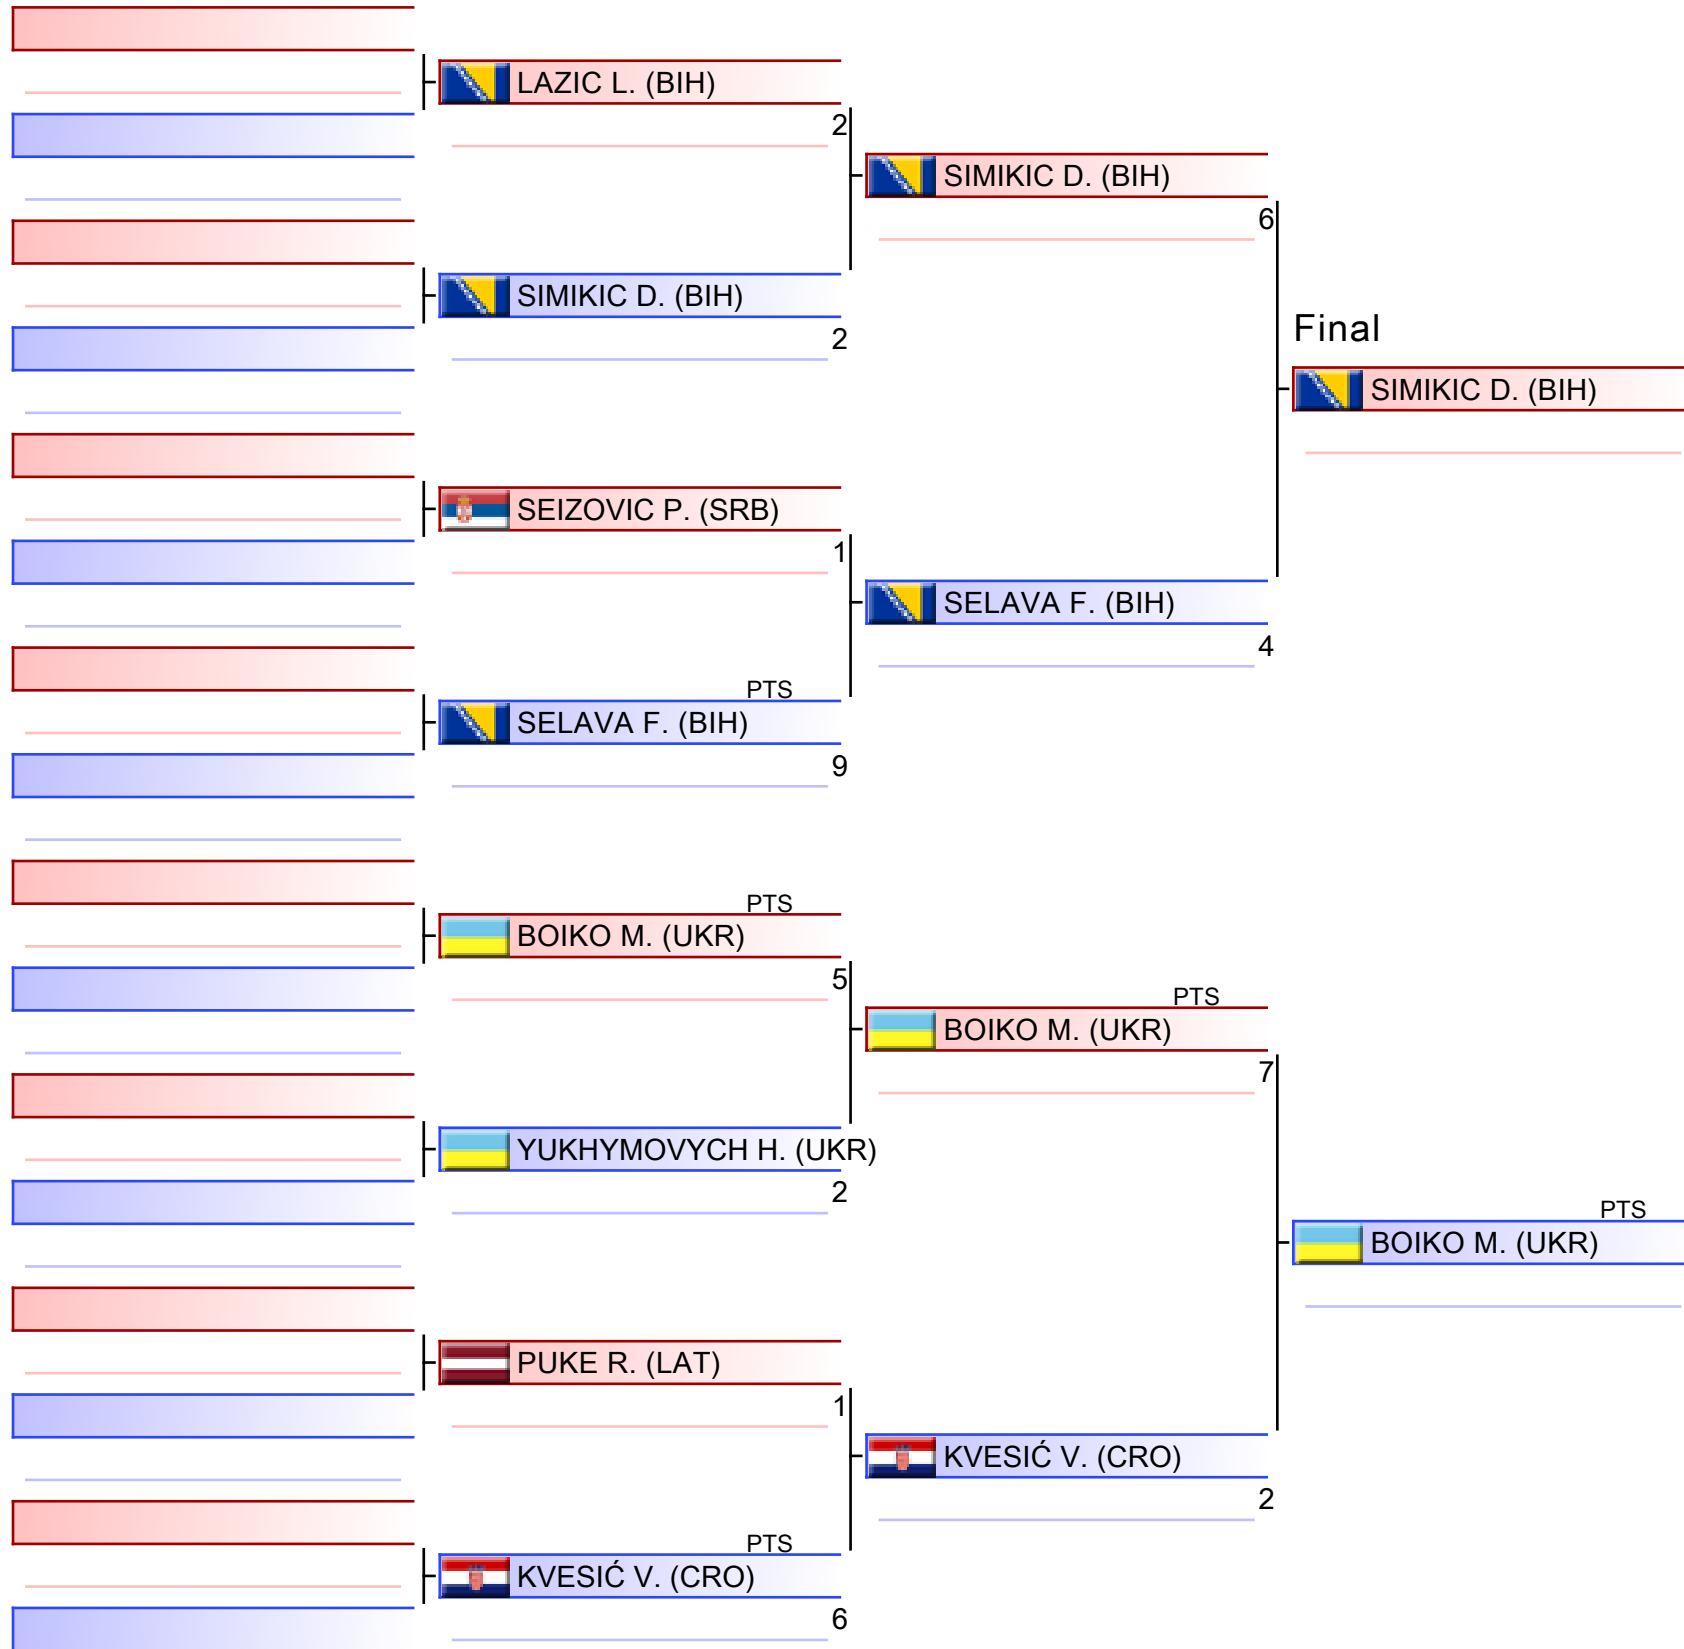 LAZIC L. (BIH)
2
SIMIKIC D. (BIH)
6
SIMIKIC D. (BIH)
2
Final
SIMIKIC D. (BIH)
SEIZOVIC P. (SRB)
1
SELAVA F. (BIH)
4
PTS
SELAVA F. (BIH)
9
PTS
BOIKO M. (UKR)
5
PTS
BOIKO M. (UKR)
7
YUKHYMOVYCH H. (UKR)
2
PTS
BOIKO M. (UKR)
PUKE R. (LAT)
1
KVESIĆ V. (CRO)
2
PTS
KVESIĆ V. (CRO)
6